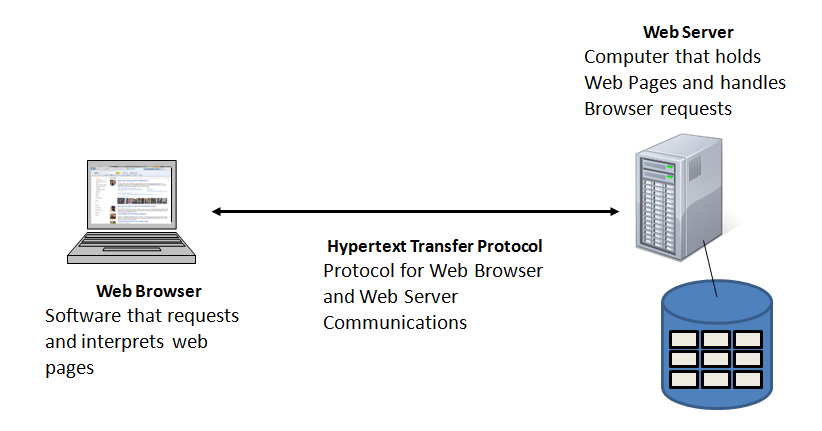 Web Server
Computer that holds
Web Pages and handles
Browser requests
Hypertext Transfer Protocol
Protocol for Web Browser
and Web Server
Communications
Web Browser
Software that requests
and interprets web
pages